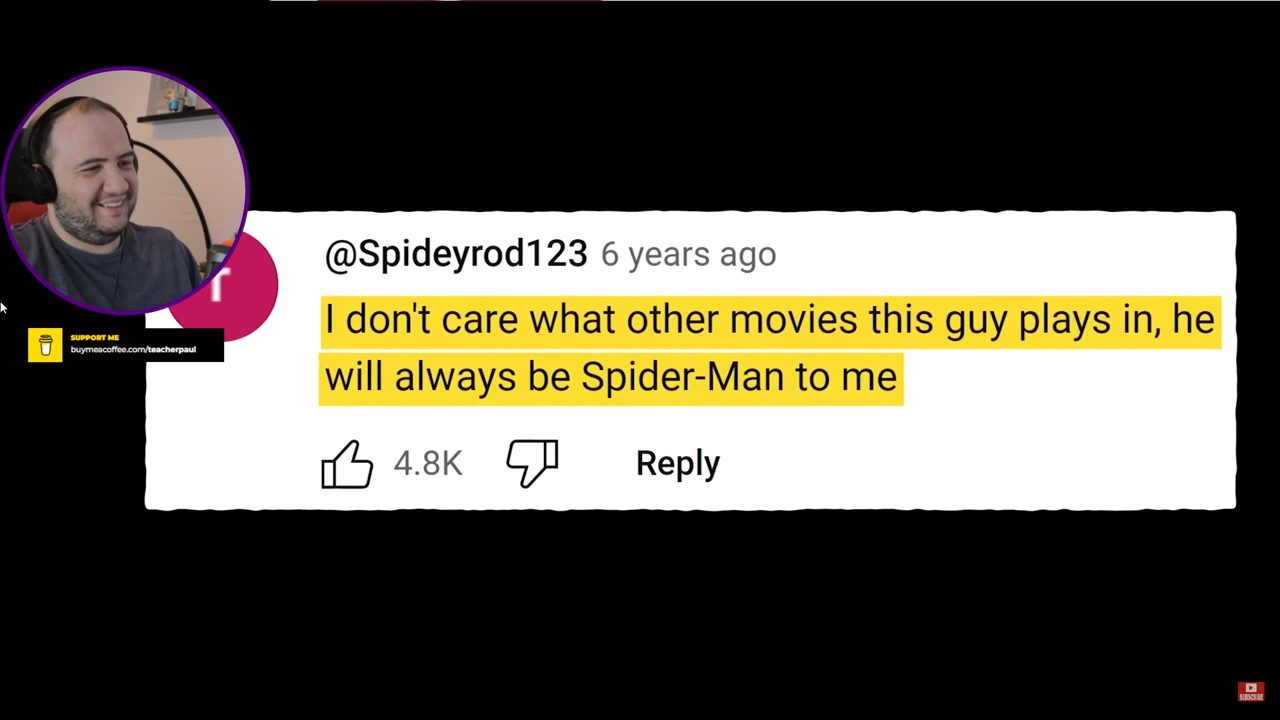 @Spideyrod123 6 years ago
I don't care what other movies this guy plays in, he
will always be Spider-Man to me
4.8K Reply
SUPPORT ME
buymeacoffee.com/teacherpaul
SUBSCRIBE